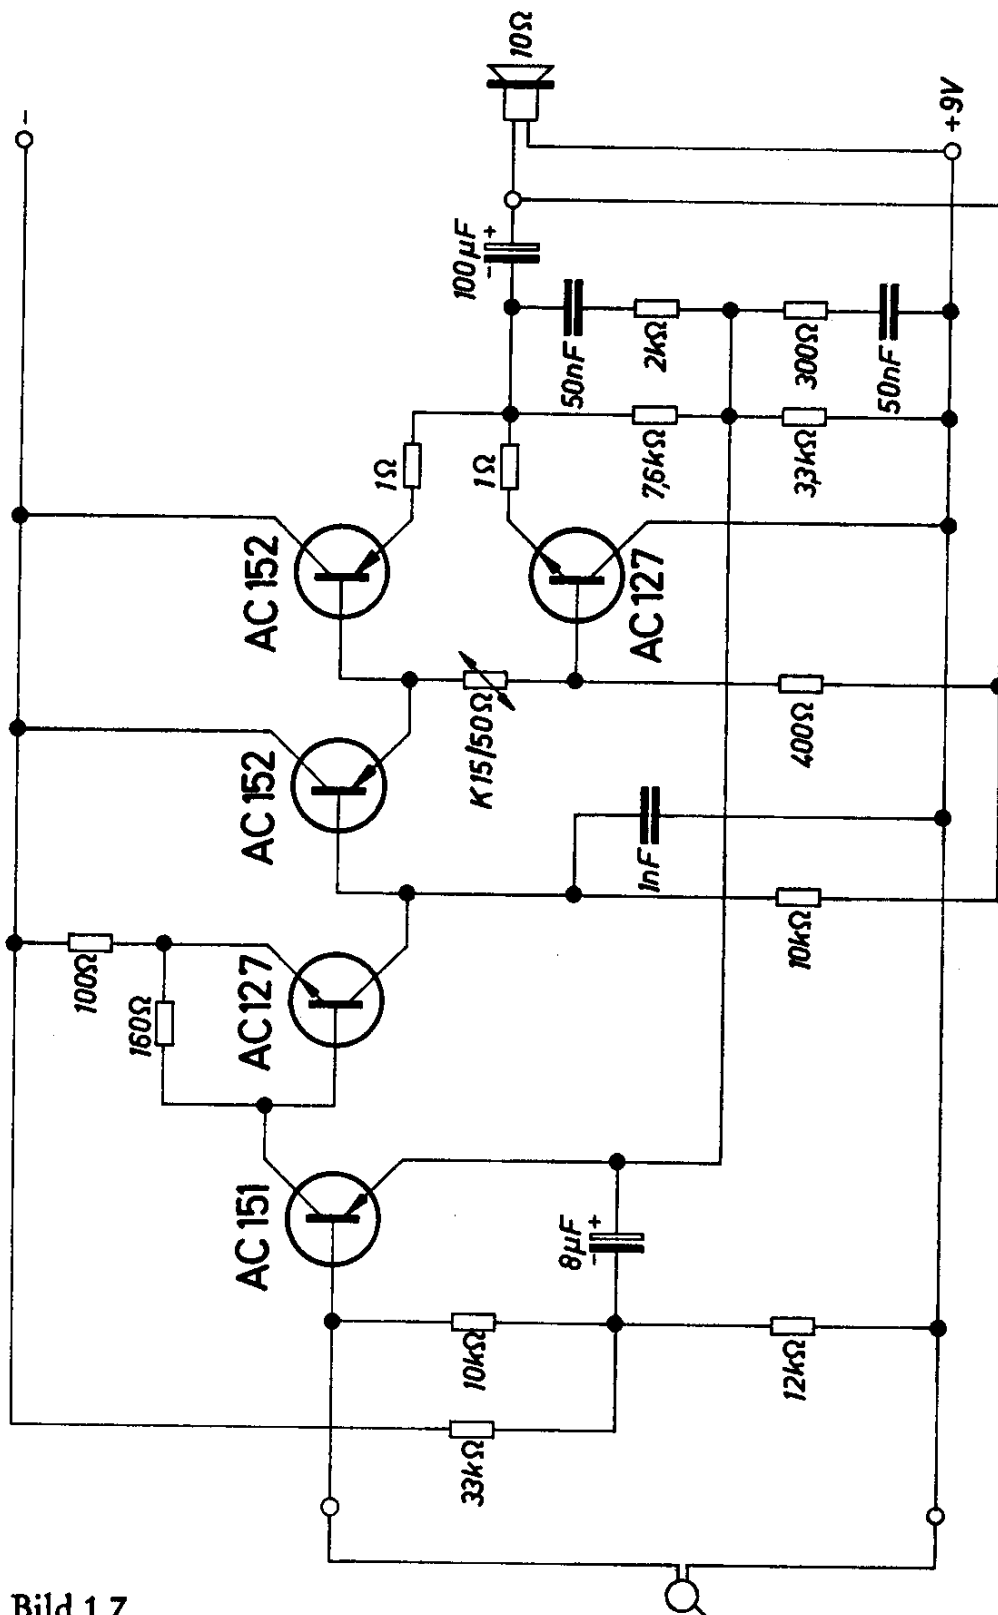 33kΩ
10kΩ
12kΩ
AC151
8µF
−
+
160Ω
100Ω
AC127
10kΩ
1nF
AC152
K15/50Ω
400Ω
AC152
AC127
1Ω
1Ω
7,6kΩ
3,3kΩ
50nF
2kΩ
300Ω
50nF
100µF
−
+
10Ω
−
+9V
Bild 1.7